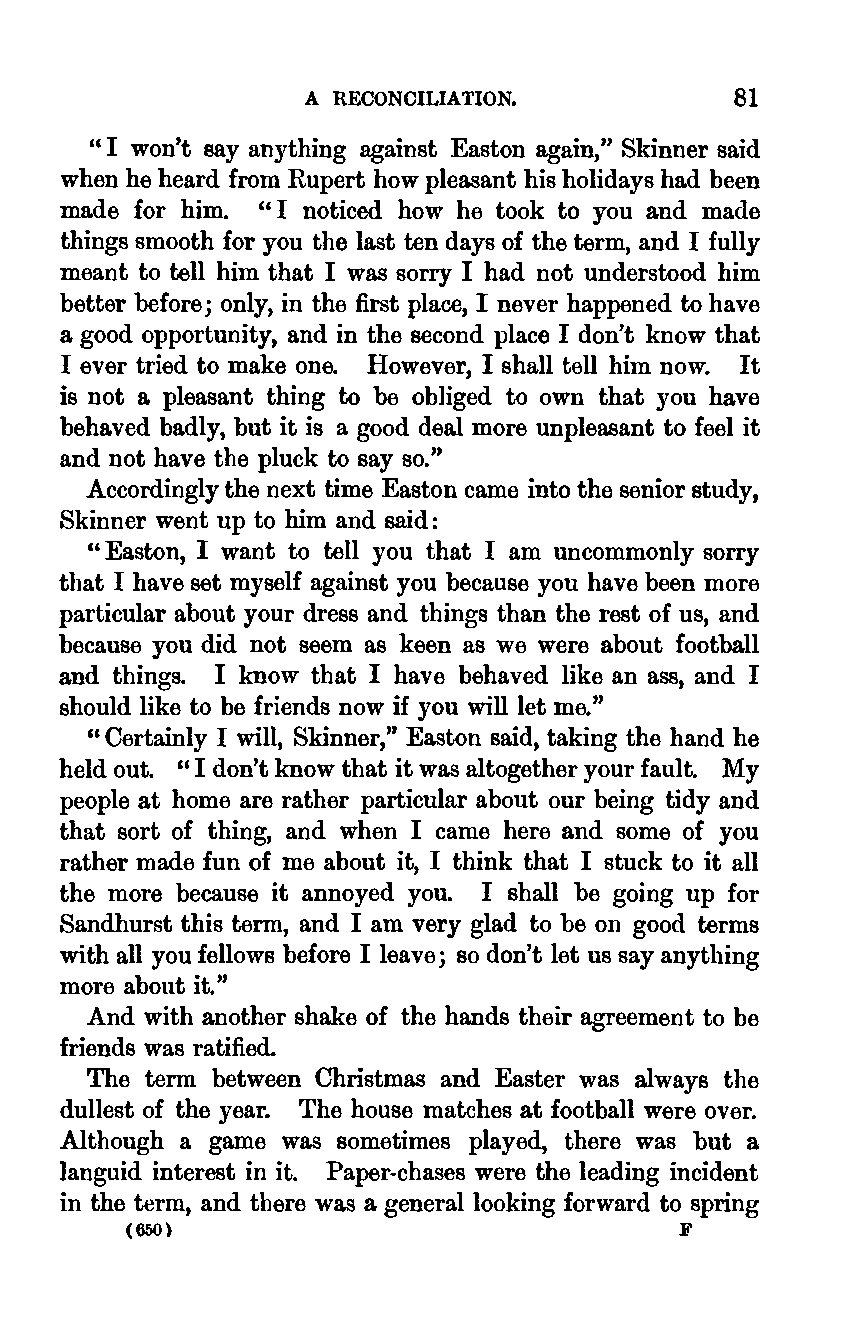 A RECONCILIATION. 81
“I won't say anything against Easton again,” Skinner said
when he heard from Rupert how pleasant his holidays had been
made for him. “I noticed how he took to you and made
things smooth for you the last ten days of the term, and I fully
meant to tell him that I was sorry I had not understood him
better before; only, in the first place, I never happened to have
a good opportunity, and in the second place I don't know that
I ever tried to make one. However, I shall tell him now. It
is not a pleasant thing to be obliged to own that you have
behaved badly, but it is a good deal more unpleasant to feel it
and not have the pluck to say so.”
Accordingly the next time Easton came into the senior study,
Skinner went up to him and said:
“Easton, I want to tell you that I am uncommonly sorry
that I have set myself against you because you have been more
particular about your dress and things than the rest of us, and
because you did not seem as keen as we were about football
and things. I know that I have behaved like an ass, and I
should like to be friends now if you will let me.”
“Certainly I will, Skinner,” Easton said, taking the hand he
held out. “I don't know that it was altogether your fault. My
people at home are rather particular about our being tidy and
that sort of thing, and when I came here and some of you
rather made fun of me about it, I think that I stuck to it all
the more because it annoyed you. I shall be going up for
Sandhurst this term, and I am very glad to be on good terms
with all you fellows before I leave; so don't let us say anything
more about it.”
And with another shake of the hands their agreement to be
friends was ratified.
The term between Christmas and Easter was always the
dullest of the year. The house matches at football were over.
Although a game was sometimes played, there was but a
languid interest in it. Paper-chases were the leading incident
in the term, and there was a general looking forward to spring
(650) F